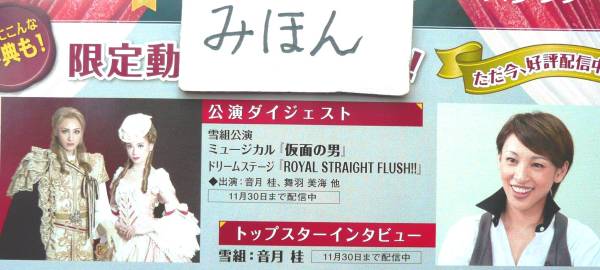 にこんな
典も！
みほん
限定動
！
ただ今、好評配信中
公演ダイジェスト
雪組公演
ミュージカル『仮面の男』
ドリームステージ『ROYAL STRAIGHT FLUSH!!』
◆出演：音月 桂、舞羽 美海 他
11月30日まで配信中
トップスターインタビュー
雪組：音月 桂
11月30日まで配信中